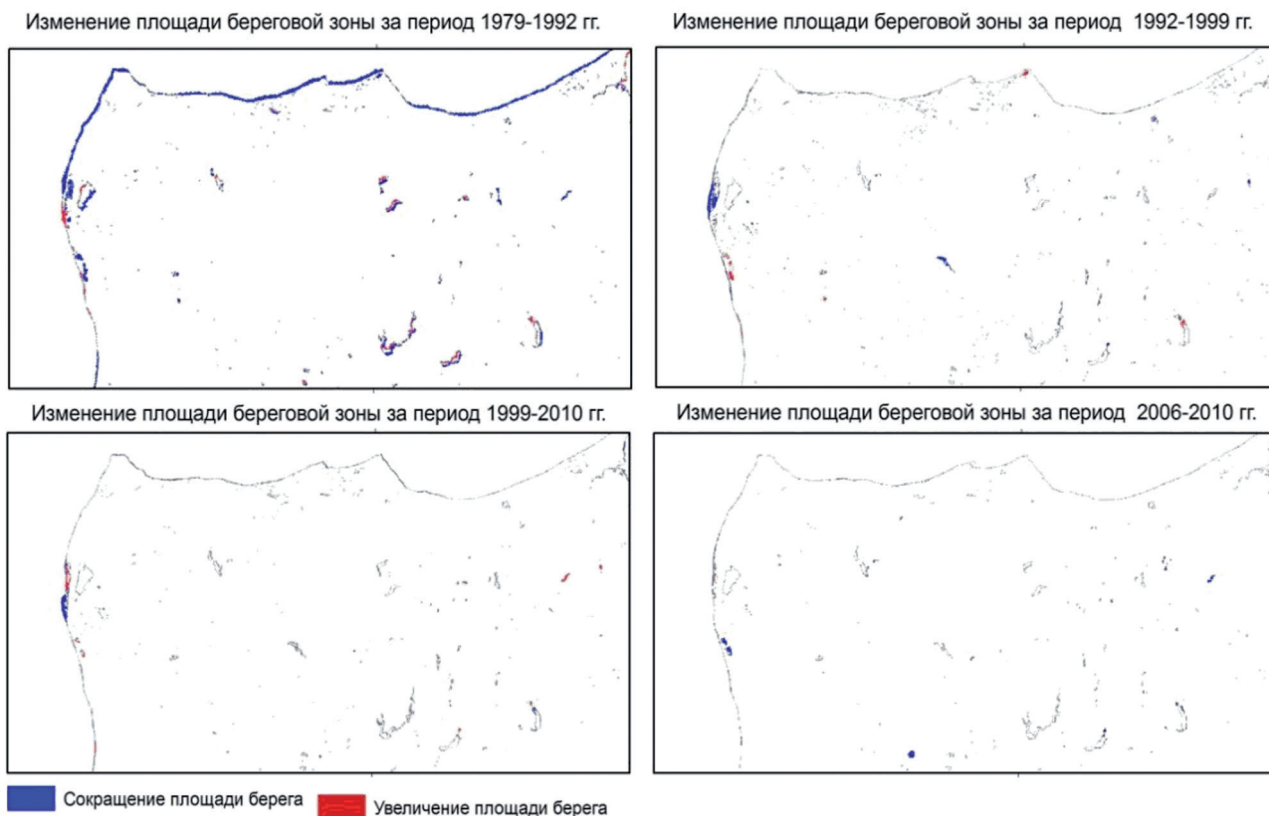 Изменение площади береговой зоны за период 1979-1992 гг.
Изменение площади береговой зоны за период 1992-1999 гг.
Изменение площади береговой зоны за период 1999-2010 гг.
Изменение площади береговой зоны за период 2006-2010 гг.
Сокращение площади берега
Увеличение площади берега